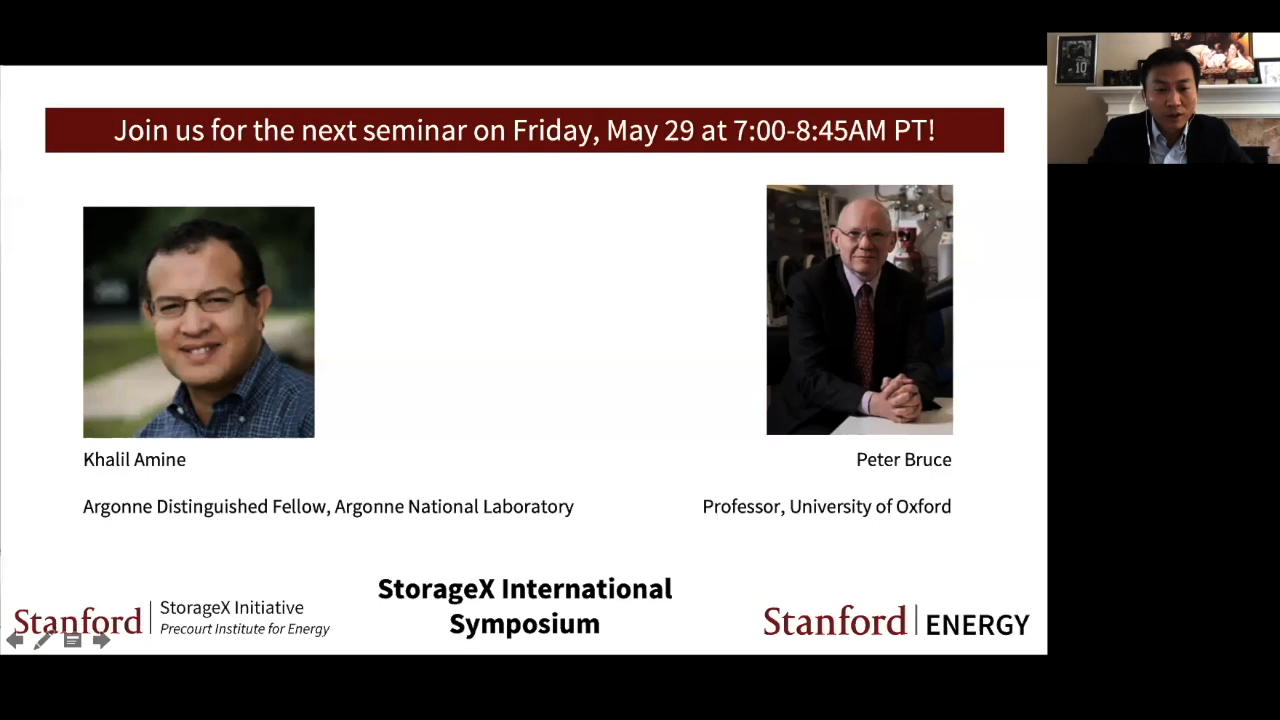 Join us for the next seminar on Friday, May 29 at 7:00-8:45AM PT!
10
Khalil Amine
Peter Bruce
Argonne Distinguished Fellow, Argonne National Laboratory
Professor, University of Oxford
StorageX International
Symposium
Stanford
StorageX Initiative
Precourt Institute for Energy
Stanford
ENERGY